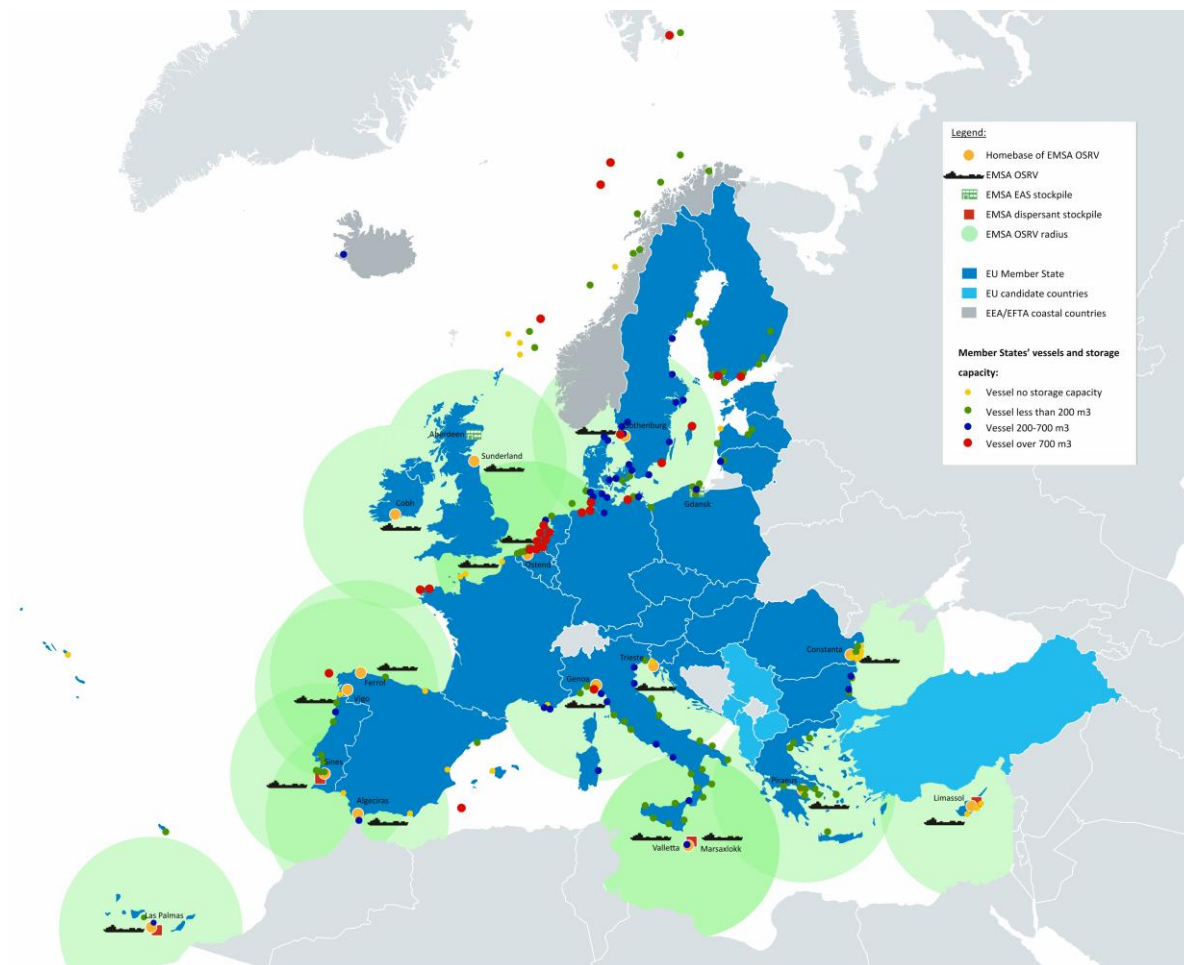 Legend:
Homebase of EMSA OSRV
EMSA OSRV
EMSA EAS stockpile
EMSA dispersant stockpile
EMSA OSRV radius
EU Member State
EU candidate countries
EEA/EFTA coastal countries
Member States' vessels and storage
capacity:
Vessel no storage capacity
Vessel less than 200 m3
Vessel 200-700 m3
Vessel over 700 m3
Gothenburg
Aberdeen
Sunderland
Cobh
Gdansk
Ostend
Constanta
Trieste
Genoa
Ferrol
Vigo
Sines
Piraeus
Limassol
Algeciras
Valletta
Marsaxlokk
Las Palmas